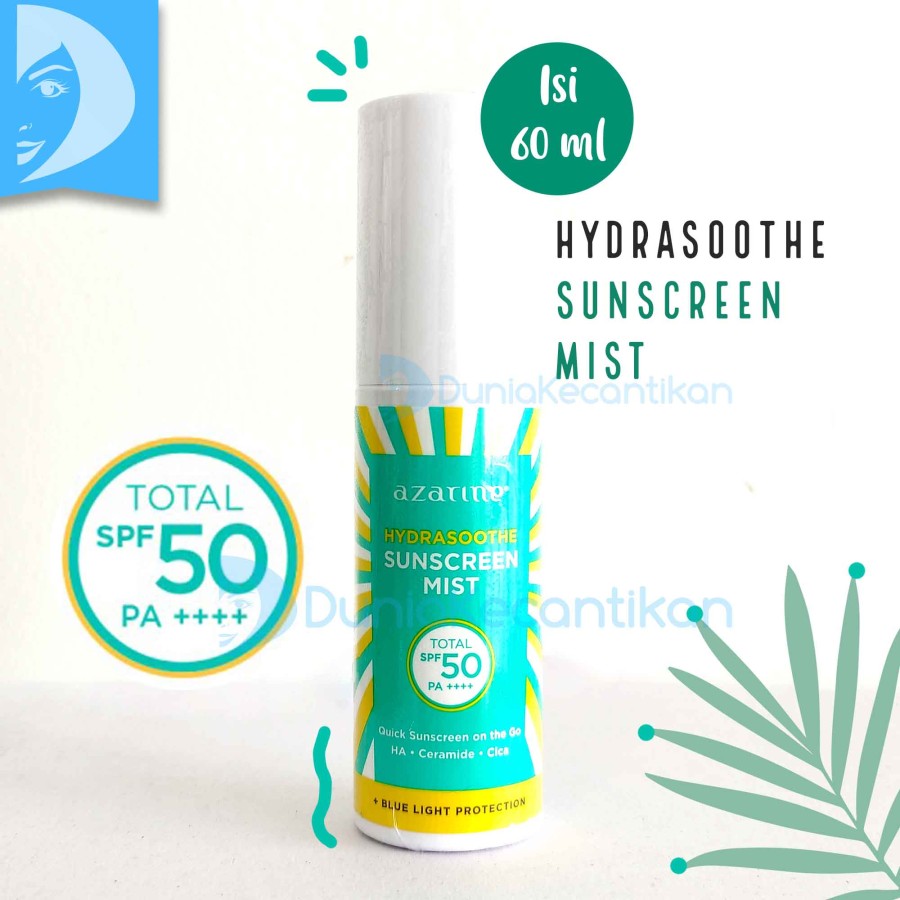 Isi
60 ml
HYDRASOOTHE
SUNSCREEN
MIST
DuniaKecantikan
TOTAL
SPF 50
PA ++++
azarine
HYDRASOOTHE
SUNSCREEN
MIST
DuniaKecantikan
TOTAL
SPF 50
PA ++++
Quick Sunscreen on the Go
HA • Ceramide • Cica
+ BLUE LIGHT PROTECTION